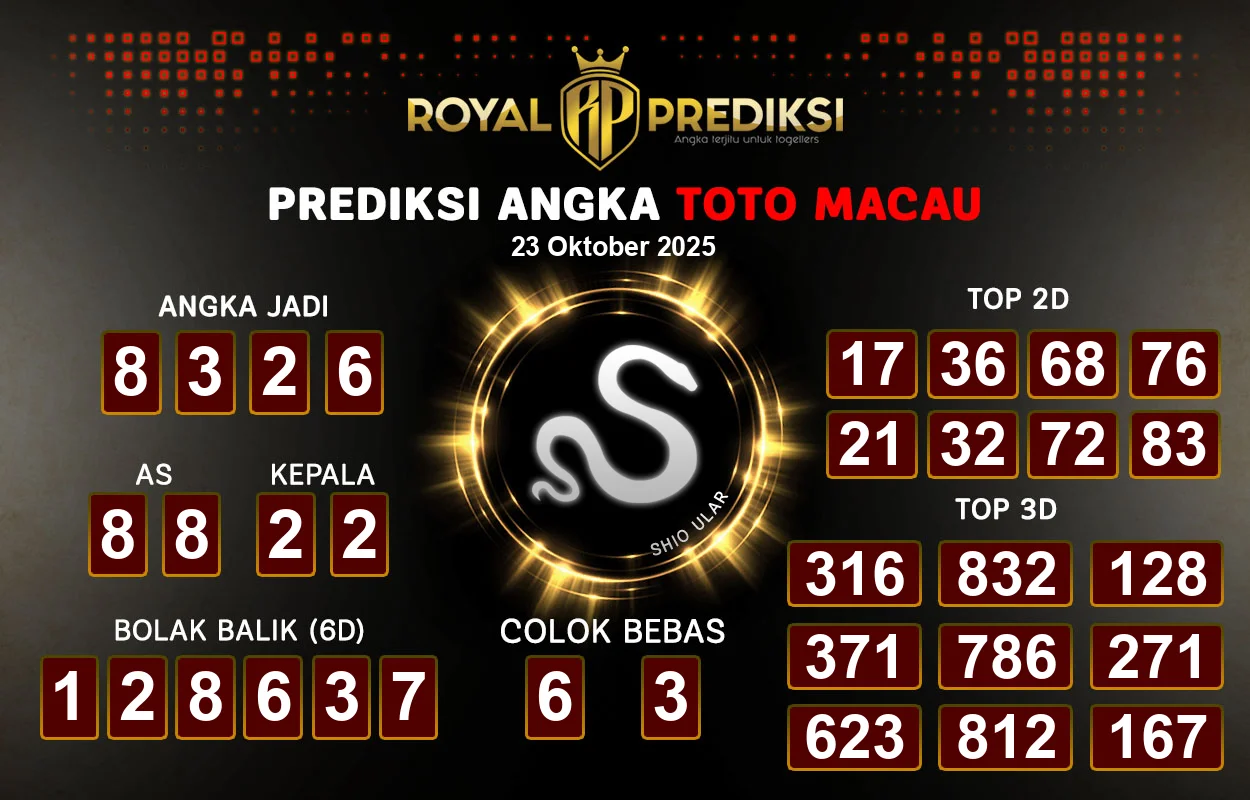 ROYAL RP PREDIKSI
Angka terjitu untuk togellers
PREDIKSI ANGKA TOTO MACAU
23 Oktober 2025
ANGKA JADI
8 3 2 6
AS KEPALA
8 8 2 2
BOLAK BALIK (6D)
1 2 8 6 3 7
SHIO ULAR
COLOK BEBAS
6 3
TOP 2D
17 36 68 76
21 32 72 83
TOP 3D
316 832 128
371 786 271
623 812 167